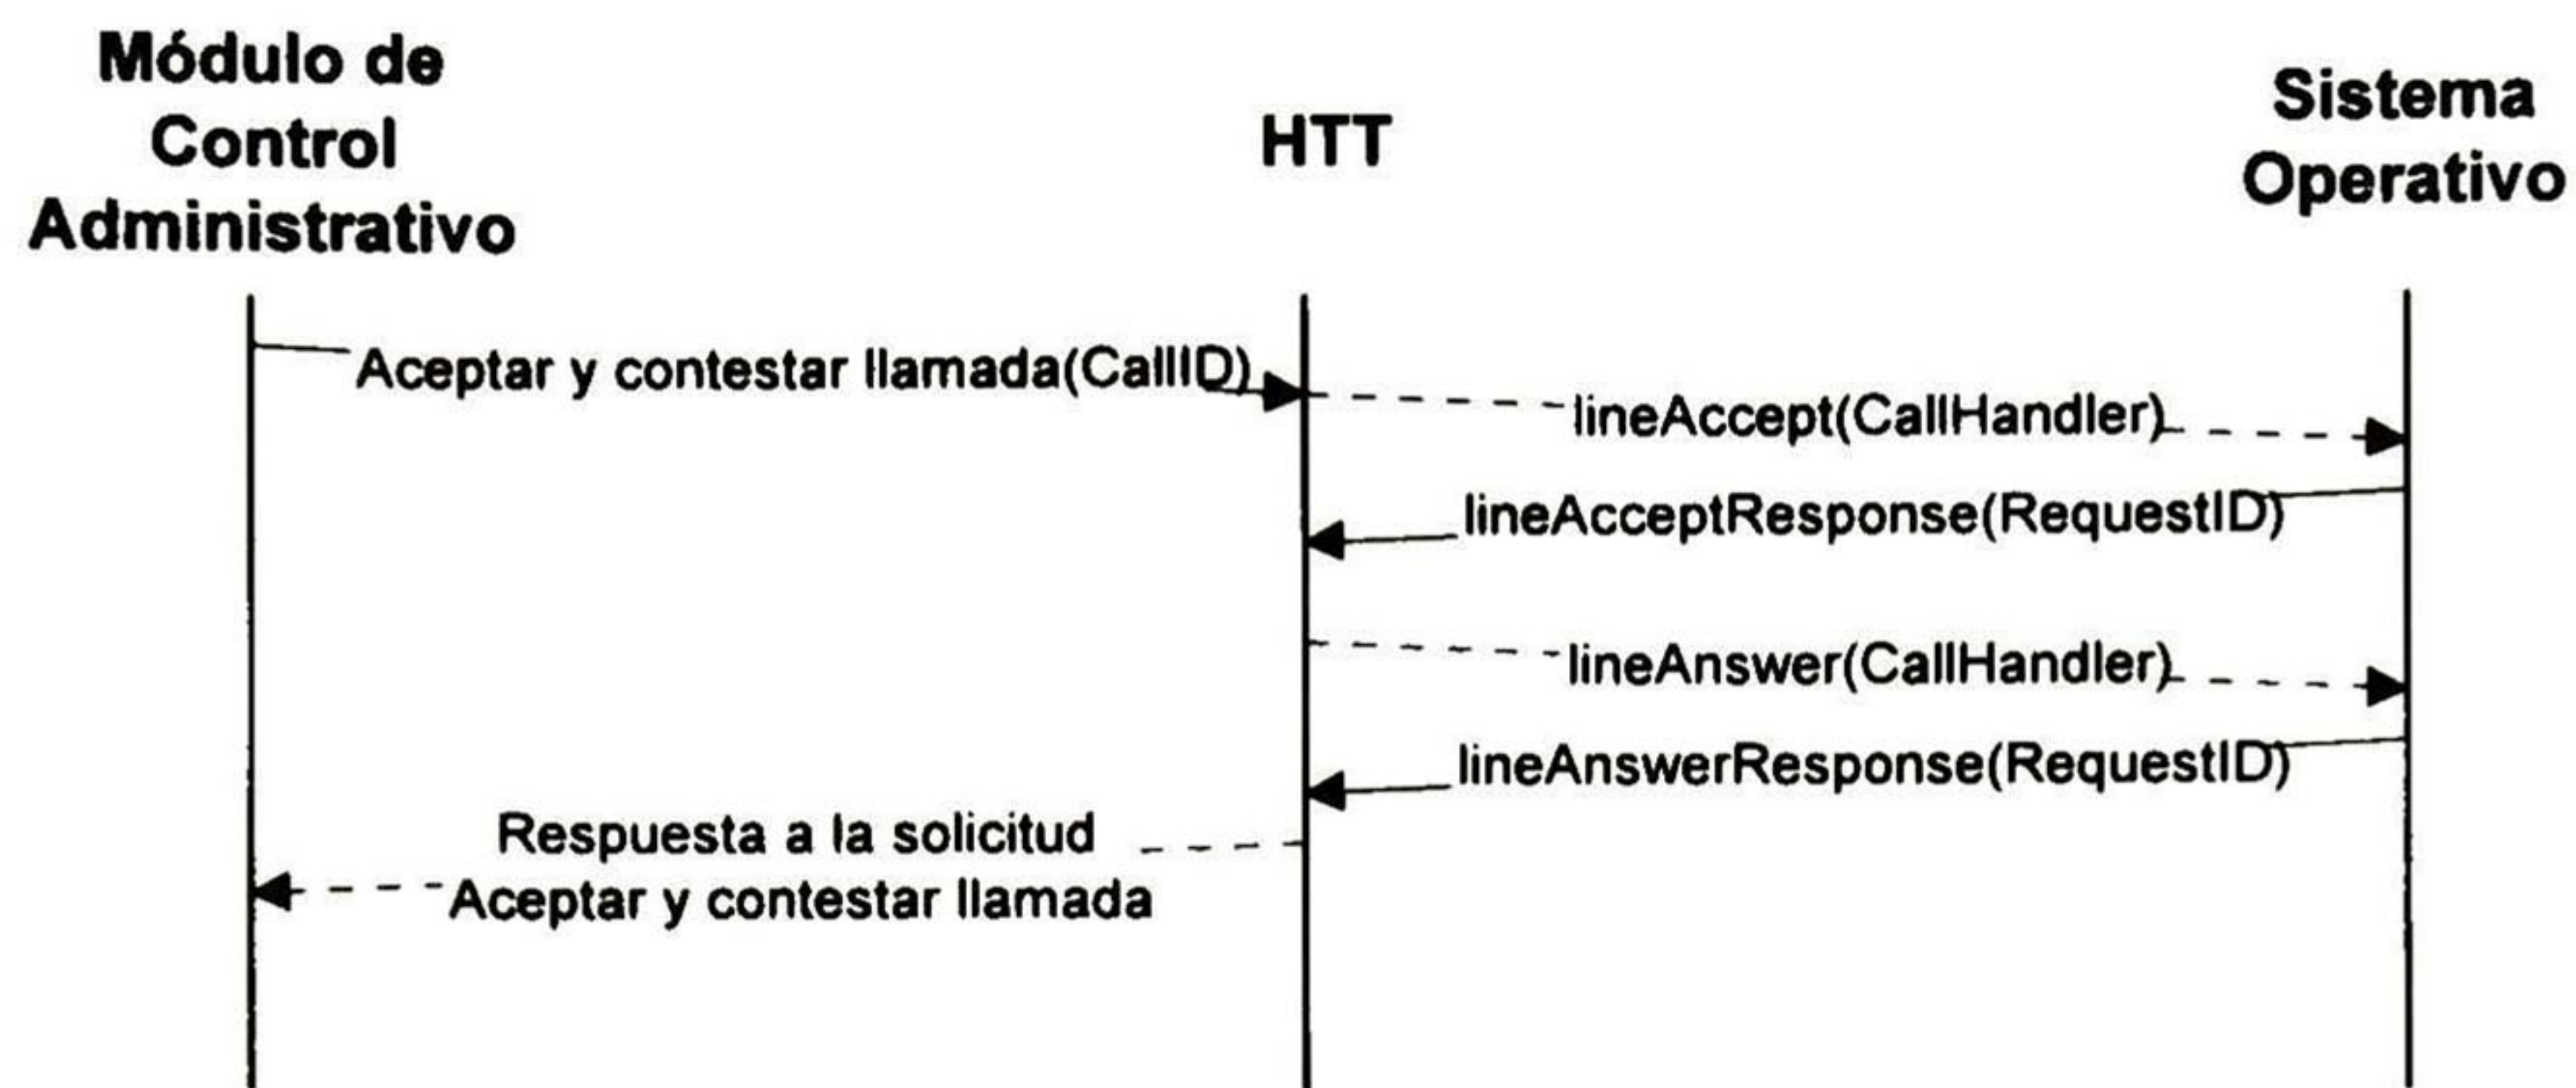 Módulo de
Control
Administrativo
HTT
Sistema
Operativo
Aceptar y contestar llamada(CallID)
lineAccept(CallHandler)
lineAcceptResponse(RequestID)
lineAnswer(CallHandler)
lineAnswerResponse(RequestID)
Respuesta a la solicitud
Aceptar y contestar llamada